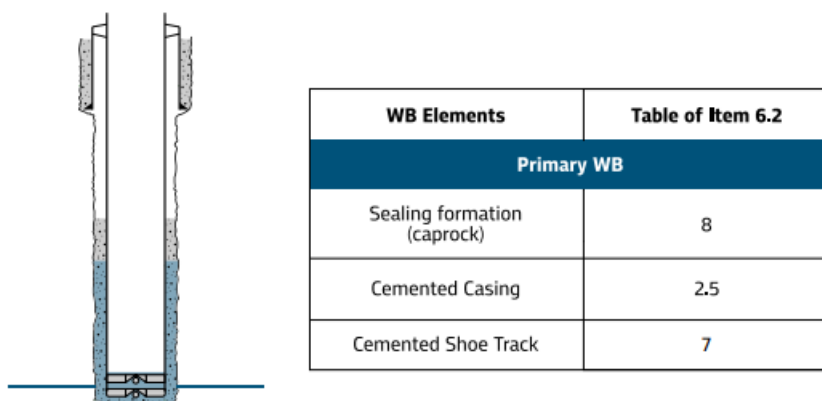 WB Elements
Table of Item 6.2
Primary WB
Sealing formation
(caprock)
8
Cemented Casing
2.5
Cemented Shoe Track
7